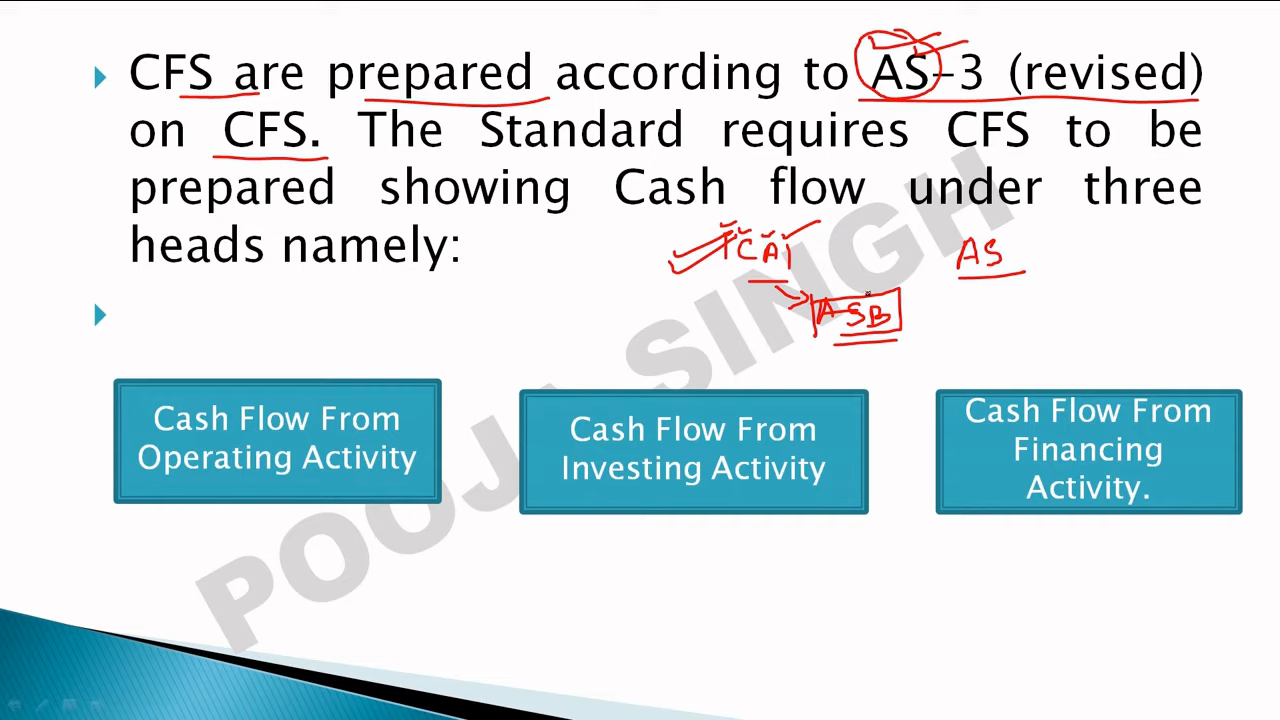 CFS are prepared according to AS-3 (revised)
on CFS. The Standard requires CFS to be
prepared showing Cash flow under three
heads namely:
ICAI
AS
ASB
Cash Flow From
Operating Activity
Cash Flow From
Investing Activity
Cash Flow From
Financing
Activity.
POOJA SINGH